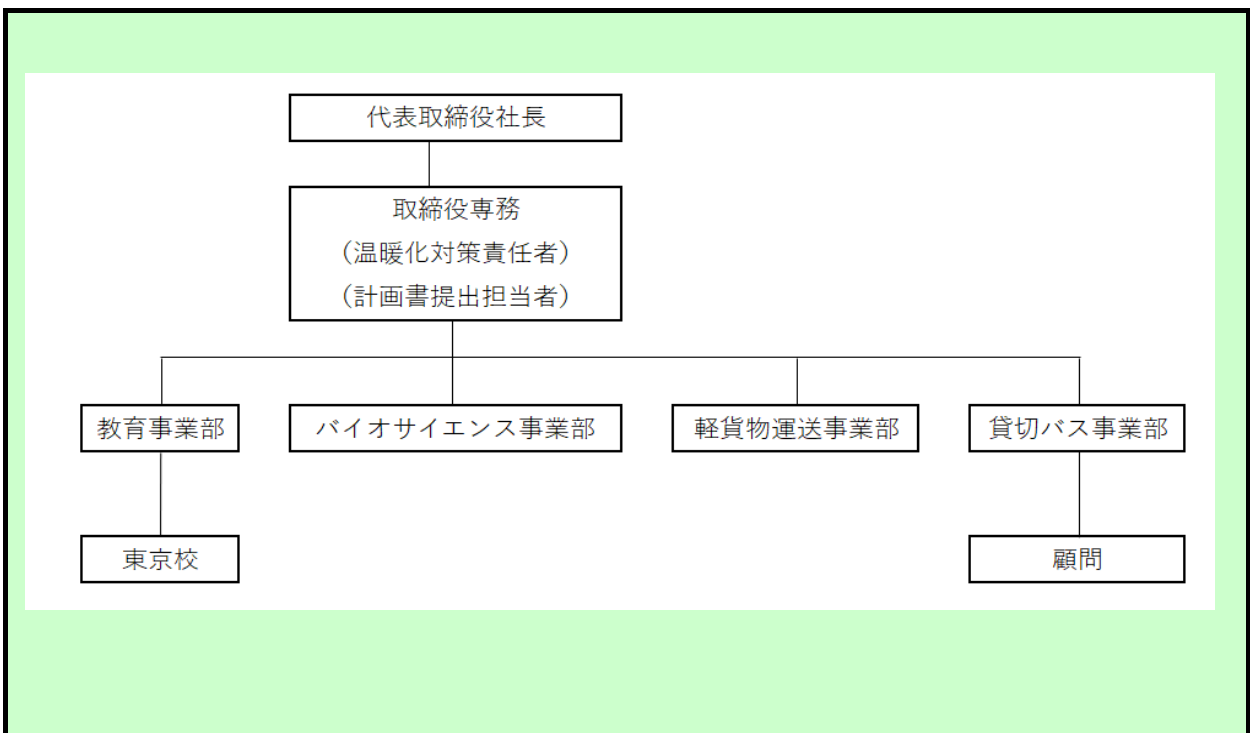 代表取締役社長
取締役専務
（温暖化対策責任者）
（計画書提出担当者）
教育事業部
バイオサイエンス事業部
軽貨物運送事業部
貸切バス事業部
東京校
顧問